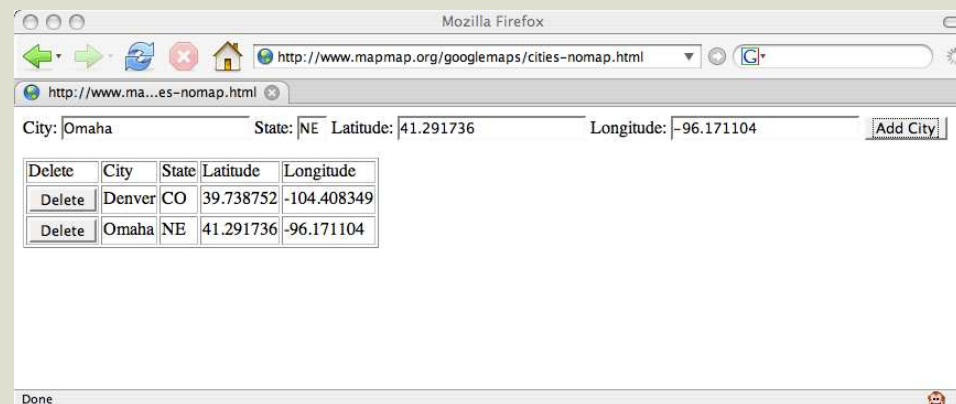 Mozilla Firefox
http://www.mapmap.org/googlemaps/cities-nomap.html G
http://www.ma...es-nomap.html
City: Omaha State: NE Latitude: 41.291736 Longitude: -96.171104 Add City
Delete City State Latitude Longitude
Delete Denver CO 39.738752 -104.408349
Delete Omaha NE 41.291736 -96.171104
Done